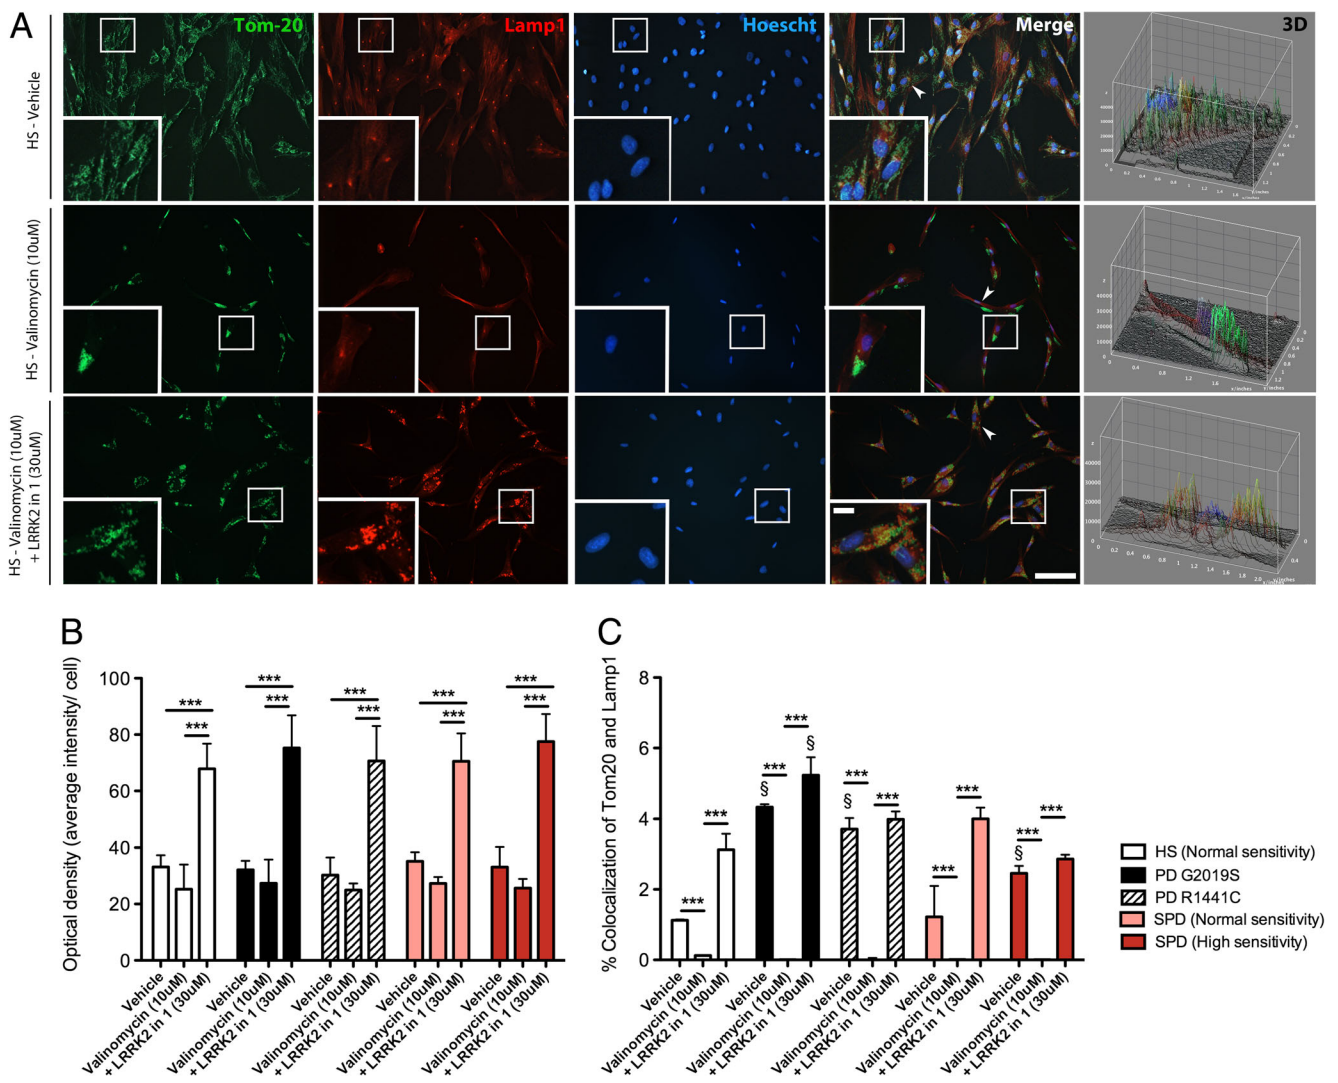 A
Tom-20
Lamp1
Hoescht
Merge
3D
HS - Vehicle
HS - Valinomycin (10uM)
HS - Valinomycin (10uM)
+ LRRK2 in 1 (30uM)
B
Optical density (average intensity/ cell)
100
80
60
40
20
0
***
***
***
***
***
***
***
***
***
***
Vehicle
Valinomycin (10uM)
+ LRRK2 in 1 (30uM)
Vehicle
Valinomycin (10uM)
+ LRRK2 in 1 (30uM)
Vehicle
Valinomycin (10uM)
+ LRRK2 in 1 (30uM)
Vehicle
Valinomycin (10uM)
+ LRRK2 in 1 (30uM)
Vehicle
Valinomycin (10uM)
+ LRRK2 in 1 (30uM)
C
% Colocalization of Tom20 and Lamp1
8
6
4
2
0
***
***
***
§
***
§
***
§
***
***
***
***
§
***
Vehicle
Valinomycin (10uM)
+ LRRK2 in 1 (30uM)
Vehicle
Valinomycin (10uM)
+ LRRK2 in 1 (30uM)
Vehicle
Valinomycin (10uM)
+ LRRK2 in 1 (30uM)
Vehicle
Valinomycin (10uM)
+ LRRK2 in 1 (30uM)
Vehicle
Valinomycin (10uM)
+ LRRK2 in 1 (30uM)
HS (Normal sensitivity)
PD G2019S
PD R1441C
SPD (Normal sensitivity)
SPD (High sensitivity)